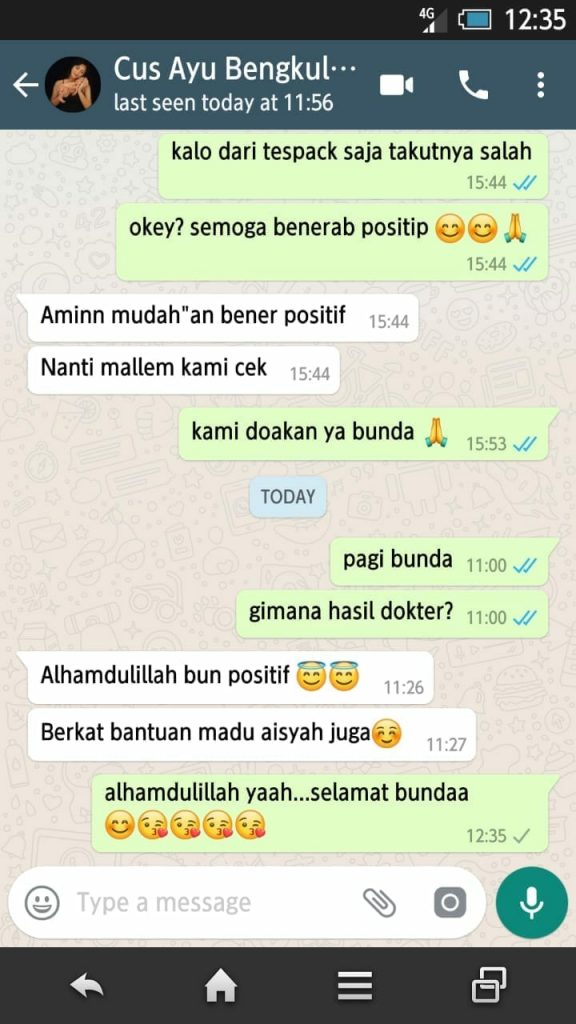 4G 12:35
Cus Ayu Bengkul...
last seen today at 11:56
kalo dari tespack saja takutnya salah
15:44
okey? semoga benerab positip 😊😊🙏
15:44
Aminn mudah"an bener positif 15:44
Nanti mallem kami cek 15:44
kami doakan ya bunda 🙏 15:53
TODAY
pagi bunda 11:00
gimana hasil dokter? 11:00
Alhamdulillah bun positif 😇😇 11:26
Berkat bantuan madu aisyah juga☺️ 11:27
alhamdulillah yaah...selamat bundaa
😊😘😘😘😘 12:35
Type a message